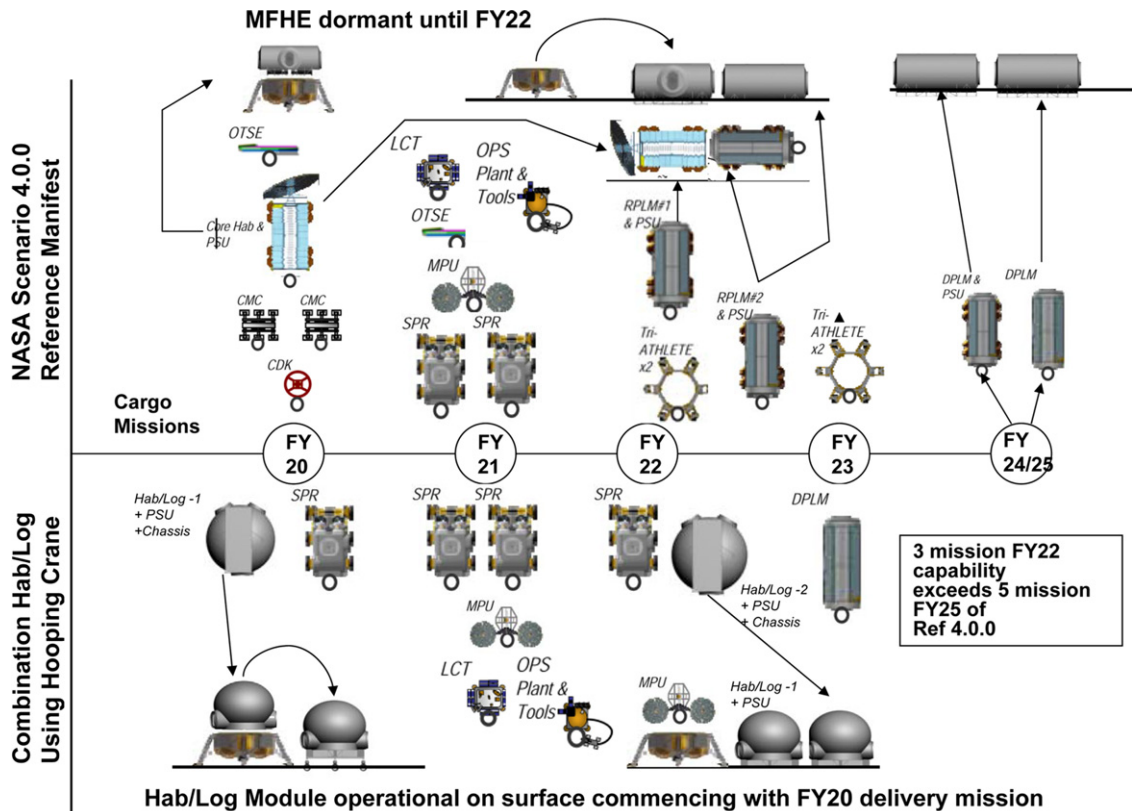 MFHE dormant until FY22
NASA Scenario 4.0.0
Reference Manifest
OTSE
Core Hab &
PSU
CMC
CMC
CDK
LCT
OPS
Plant &
Tools
OTSE
MPU
SPR
SPR
RPLM#1
& PSU
Tri-
ATHLETE
x2
RPLM#2
& PSU
Tri-
ATHLETE
x2
DPLM &
PSU
DPLM
Cargo
Missions
FY
20
FY
21
FY
22
FY
23
FY
24/25
Combination Hab/Log
Using Hooping Crane
Hab/Log -1
+ PSU
+Chassis
SPR
SPR
SPR
MPU
LCT
OPS
Plant &
Tools
SPR
Hab/Log -2
+ PSU
+ Chassis
MPU
Hab/Log -1
+ PSU
DPLM
3 mission FY22
capability
exceeds 5 mission
FY25 of
Ref 4.0.0
Hab/Log Module operational on surface commencing with FY20 delivery mission